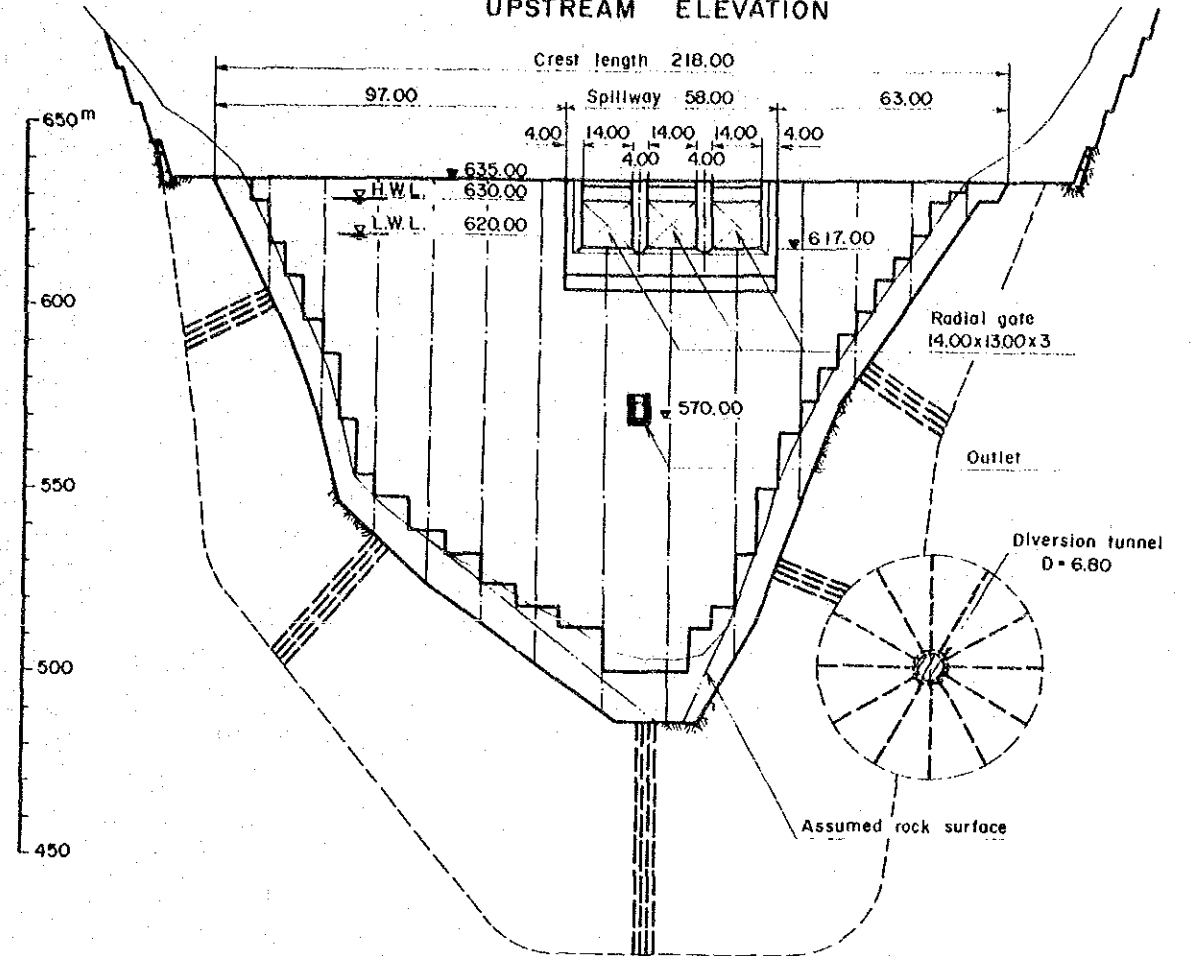 UPSTREAM ELEVATION
Crest length 218.00
97.00 Spillway 58.00 63.00
4.00 14.00 14.00 14.00 4.00
4.00 4.00
650 m
635.00
H.W.L. 630.00
L.W.L. 620.00
617.00
600
Radial gate
14.00x13.00x3
570.00
Outlet
550
Diversion tunnel
D = 6.80
500
Assumed rock surface
450